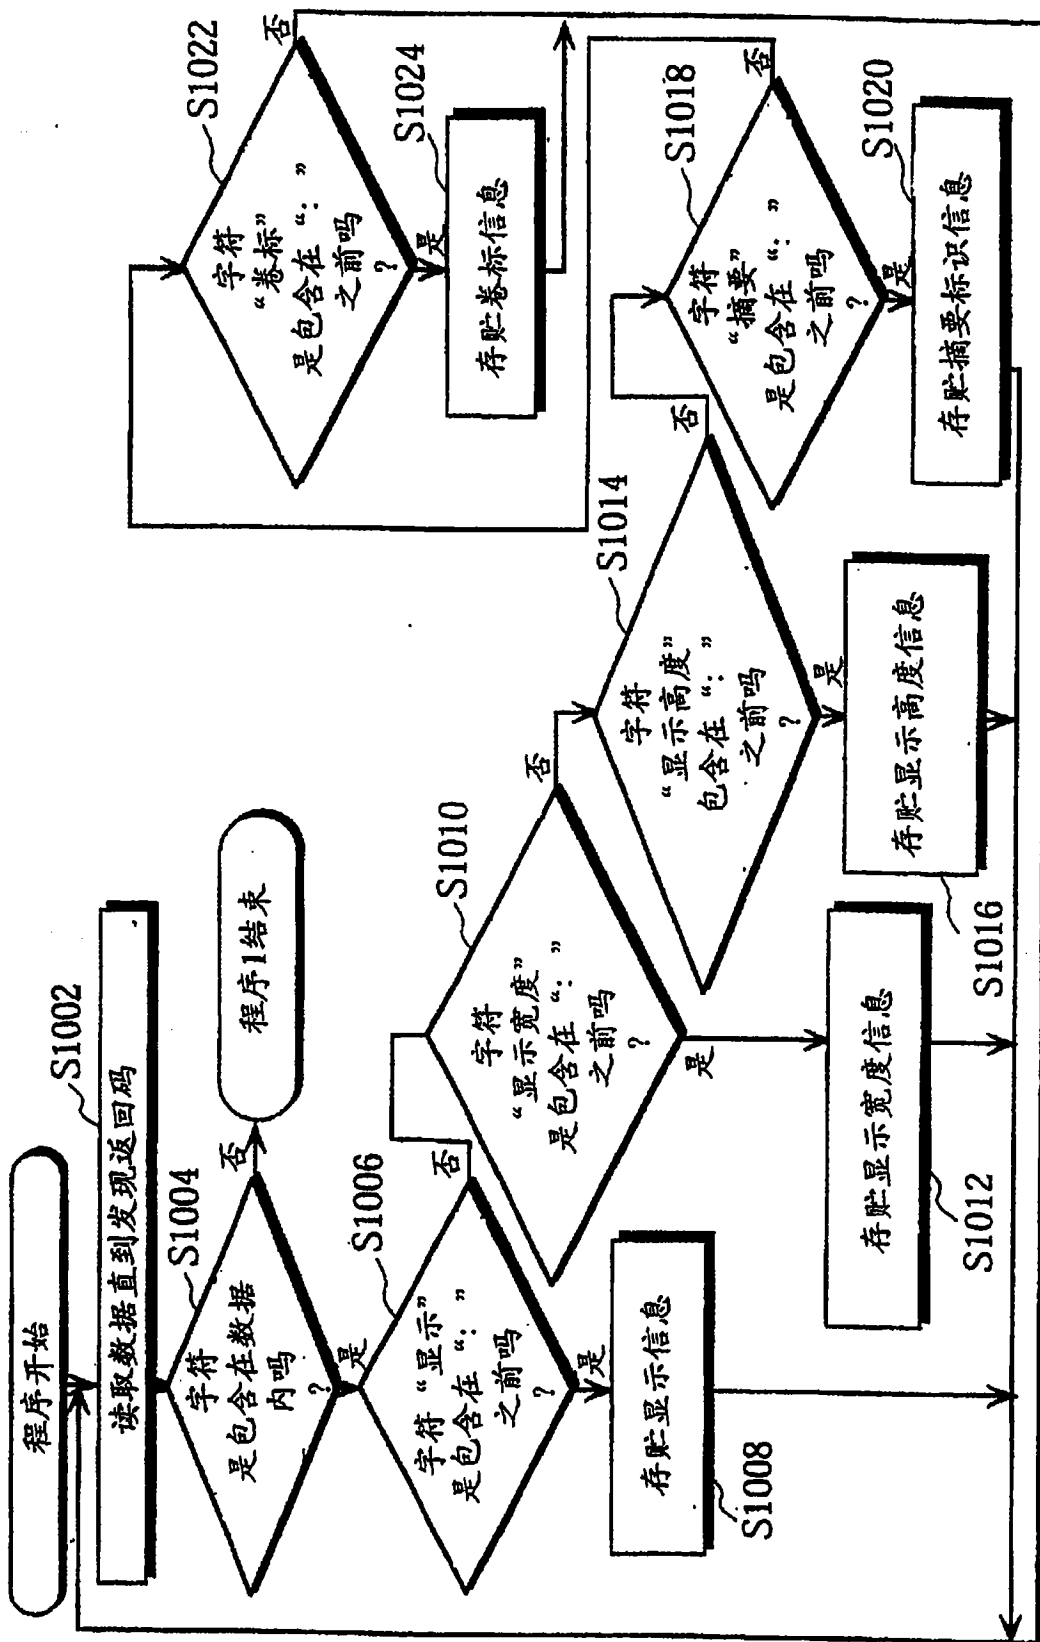 程序开始
S1002
读取数据直到发现返回码
S1004
字符
是包含在数据
内吗
?
否
程序1结束
是
S1006
字符“显示”
是包含在“:”
之前吗
?
否
是
存贮显示信息
S1008
S1010
字符
“显示宽度”
是包含在“:”
之前吗
?
否
是
存贮显示宽度信息
S1012
S1014
字符
“显示高度”
包含在“:”
之前吗
?
否
是
存贮显示高度信息
S1016
S1018
字符
“摘要”
是包含在“:”
之前吗
?
否
是
S1020
存贮摘要标识信息
S1022
字符
“卷标”
是包含在“:”
之前吗
?
否
是
S1024
存贮卷标信息